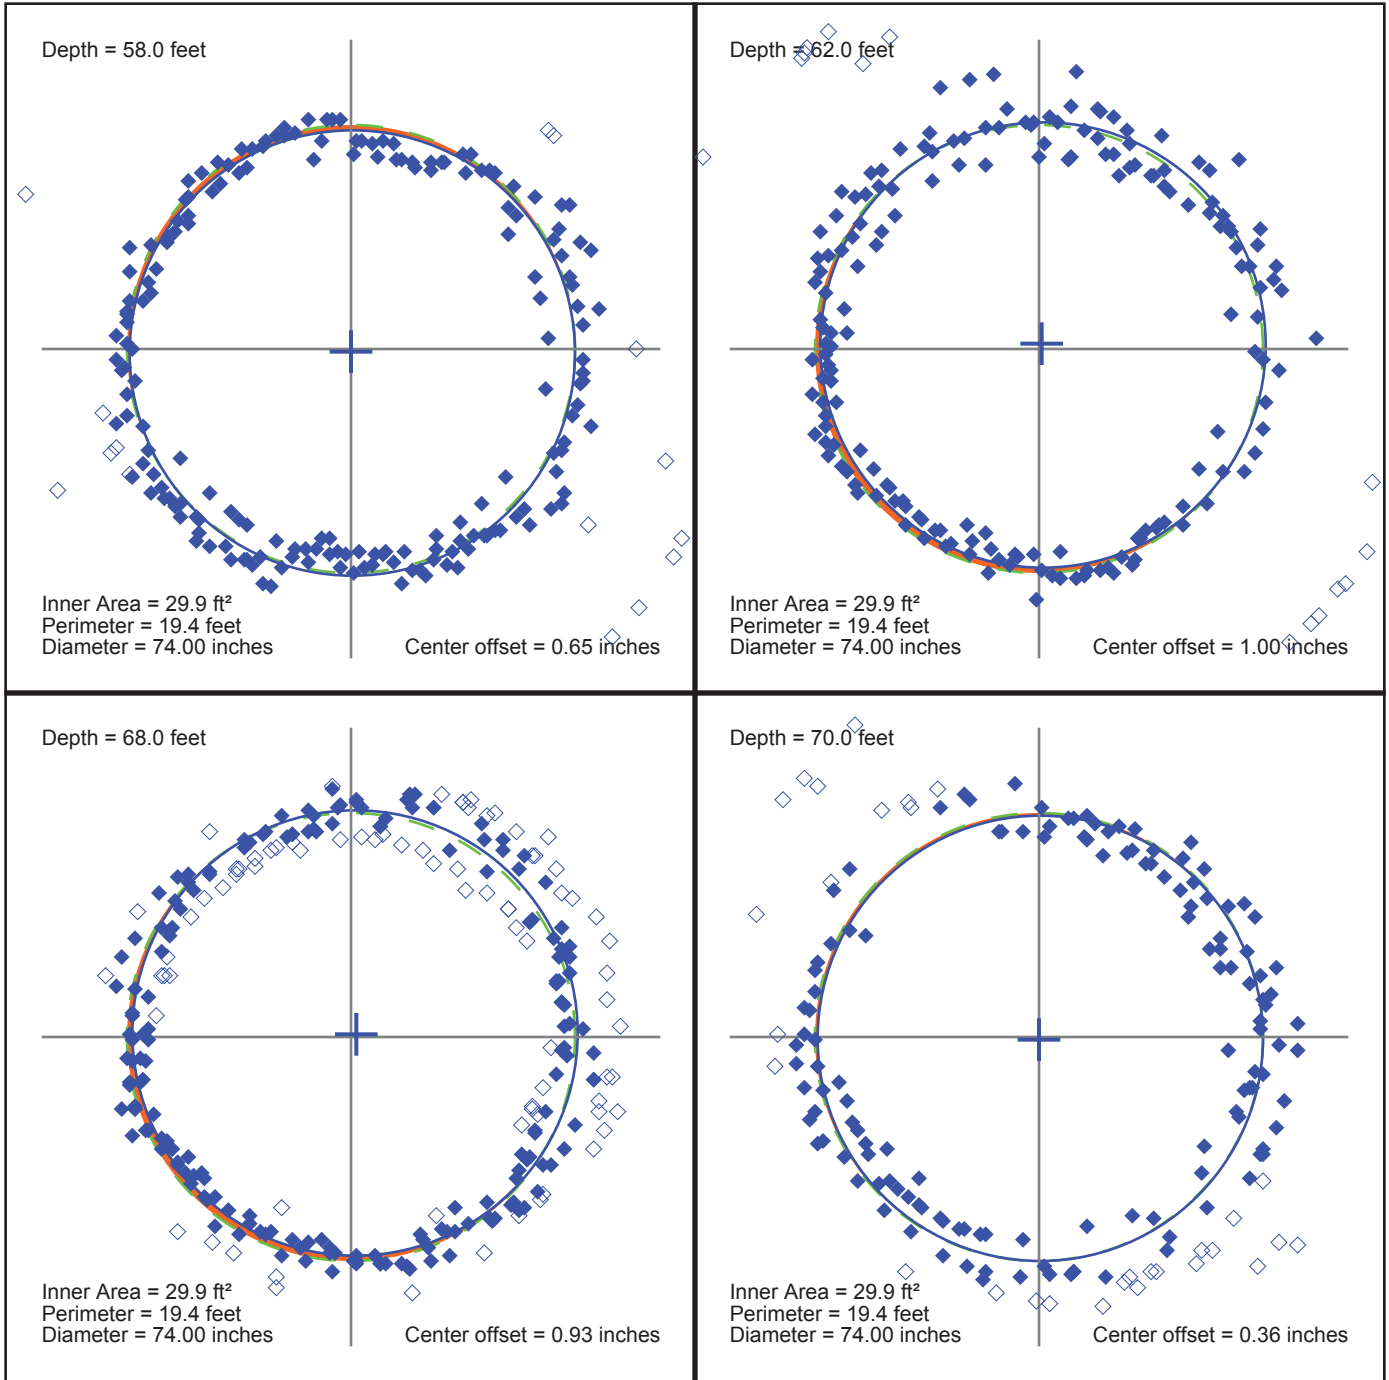 Depth = 58.0 feet
Inner Area = 29.9 ft²
Perimeter = 19.4 feet
Diameter = 74.00 inches
Center offset = 0.65 inches
Depth = 62.0 feet
Inner Area = 29.9 ft²
Perimeter = 19.4 feet
Diameter = 74.00 inches
Center offset = 1.00 inches
Depth = 68.0 feet
Inner Area = 29.9 ft²
Perimeter = 19.4 feet
Diameter = 74.00 inches
Center offset = 0.93 inches
Depth = 70.0 feet
Inner Area = 29.9 ft²
Perimeter = 19.4 feet
Diameter = 74.00 inches
Center offset = 0.36 inches